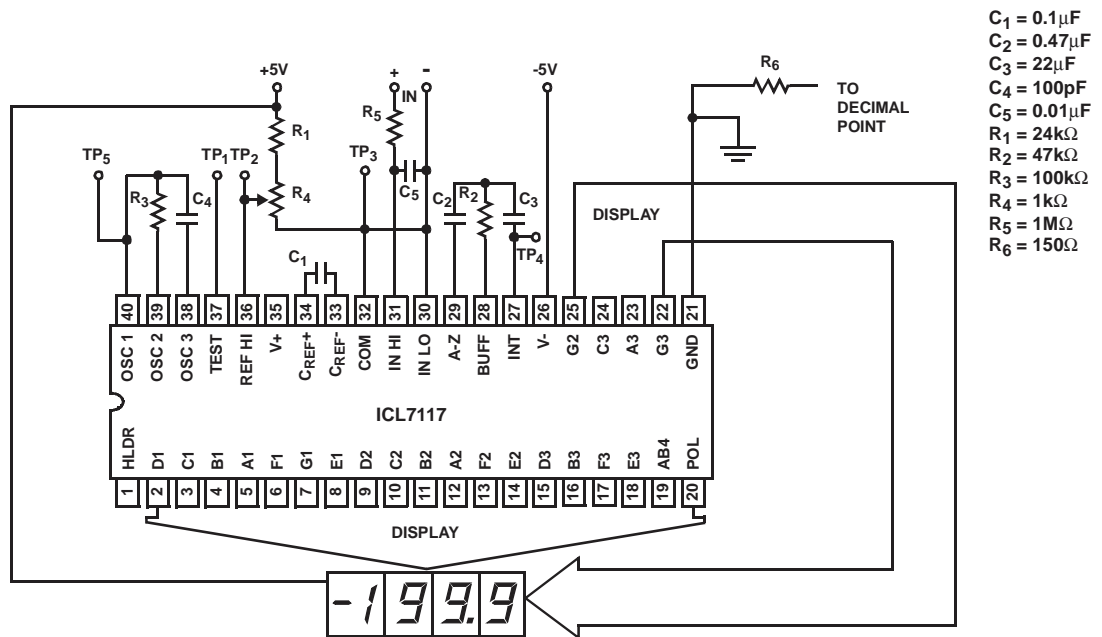 C1 = 0.1µF
C2 = 0.47µF
C3 = 22µF
C4 = 100pF
C5 = 0.01µF
R1 = 24kΩ
R2 = 47kΩ
R3 = 100kΩ
R4 = 1kΩ
R5 = 1MΩ
R6 = 150Ω
+5V
+
-
IN
-5V
R6
TO
DECIMAL
POINT
R1
R5
TP5
TP1
TP2
TP3
R3
C4
R4
C5
C2
R2
C3
DISPLAY
TP4
C1
40 39 38 37 36 35 34 33 32 31 30 29 28 27 26 25 24 23 22 21
OSC 1
OSC 2
OSC 3
TEST
REF HI
V+
CREF+
CREF-
COM
IN HI
IN LO
A-Z
BUFF
INT
V-
G2
C3
A3
G3
GND
ICL7117
HLDR
D1
C1
B1
A1
F1
G1
E1
D2
C2
B2
A2
F2
E2
D3
B3
F3
E3
AB4
POL
1 2 3 4 5 6 7 8 9 10 11 12 13 14 15 16 17 18 19 20
DISPLAY
-199.9